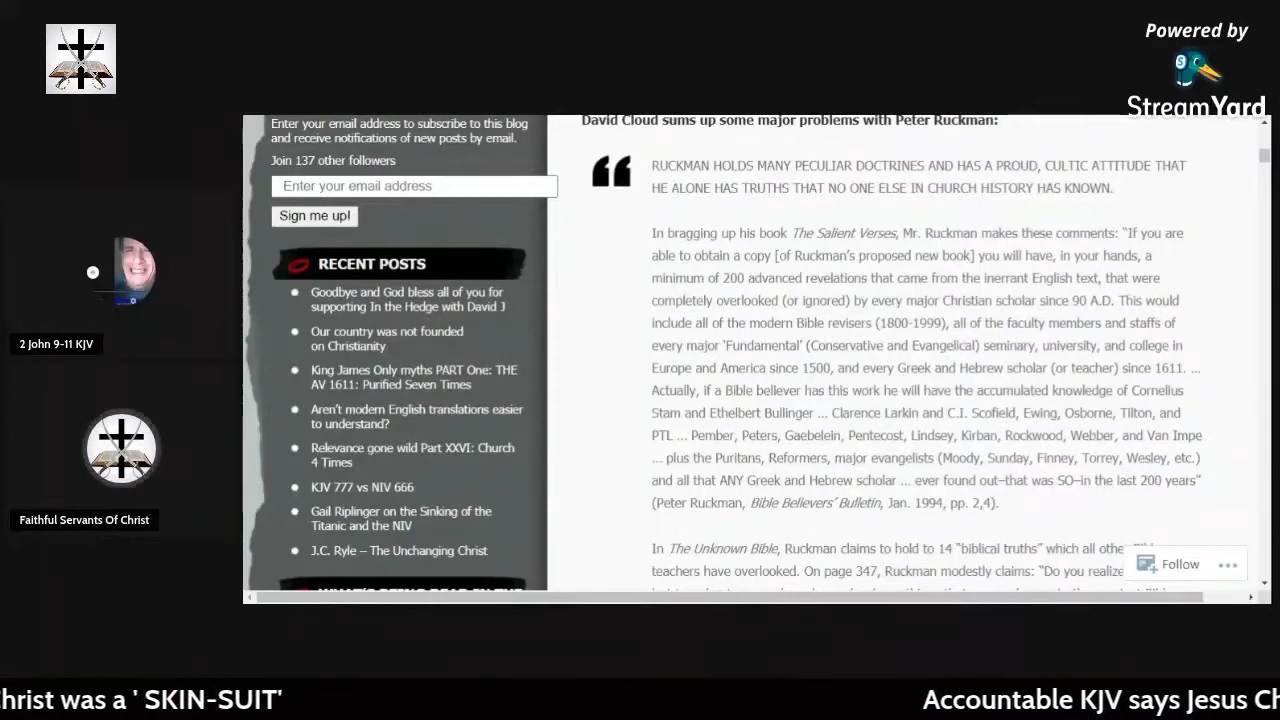 Powered by
StreamYard
Enter your email address to subscribe to this blog
and receive notifications of new posts by email.
Join 137 other followers
Enter your email address
Sign me up!
RECENT POSTS
Goodbye and God bless all of you for
supporting In the Hedge with David J
Our country was not founded
on Christianity
King James Only myths PART One: THE
AV 1611: Purified Seven Times
Aren't modern English translations easier
to understand?
Relevance gone wild Part XXVI: Church
4 Times
KJV 777 vs NIV 666
Gail Riplinger on the Sinking of the
Titanic and the NIV
J.C. Ryle – The Unchanging Christ
David Cloud sums up some major problems with Peter Ruckman:
RUCKMAN HOLDS MANY PECULIAR DOCTRINES AND HAS A PROUD, CULTIC ATTITUDE THAT
HE ALONE HAS TRUTHS THAT NO ONE ELSE IN CHURCH HISTORY HAS KNOWN.
In bragging up his book The Salient Verses, Mr. Ruckman makes these comments: “If you are
able to obtain a copy [of Ruckman’s proposed new book] you will have, in your hands, a
minimum of 200 advanced revelations that came from the inerrant English text, that were
completely overlooked (or ignored) by every major Christian scholar since 90 A.D. This would
include all of the modern Bible revisers (1800-1999), all of the faculty members and staffs of
every major ‘Fundamental’ (Conservative and Evangelical) seminary, university, and college in
Europe and America since 1500, and every Greek and Hebrew scholar (or teacher) since 1611. ...
Actually, if a Bible believer has this work he will have the accumulated knowledge of Cornelius
Stam and Ethelbert Bullinger ... Clarence Larkin and C.I. Scofield, Ewing, Osborne, Tilton, and
PTL ... Pember, Peters, Gaebelein, Pentecost, Lindsey, Kirban, Rockwood, Webber, and Van Impe
... plus the Puritans, Reformers, major evangelists (Moody, Sunday, Finney, Torrey, Wesley, etc.)
and all that ANY Greek and Hebrew scholar ... ever found out–that was SO–in the last 200 years”
(Peter Ruckman, Bible Believers’ Bulletin, Jan. 1994, pp. 2,4).
In The Unknown Bible, Ruckman claims to hold to 14 “biblical truths” which all othe
teachers have overlooked. On page 347, Ruckman modestly claims: “Do you realize
Follow
2 John 9-11 KJV
Faithful Servants Of Christ
Christ was a ' SKIN-SUIT'
Accountable KJV says Jesus Ch